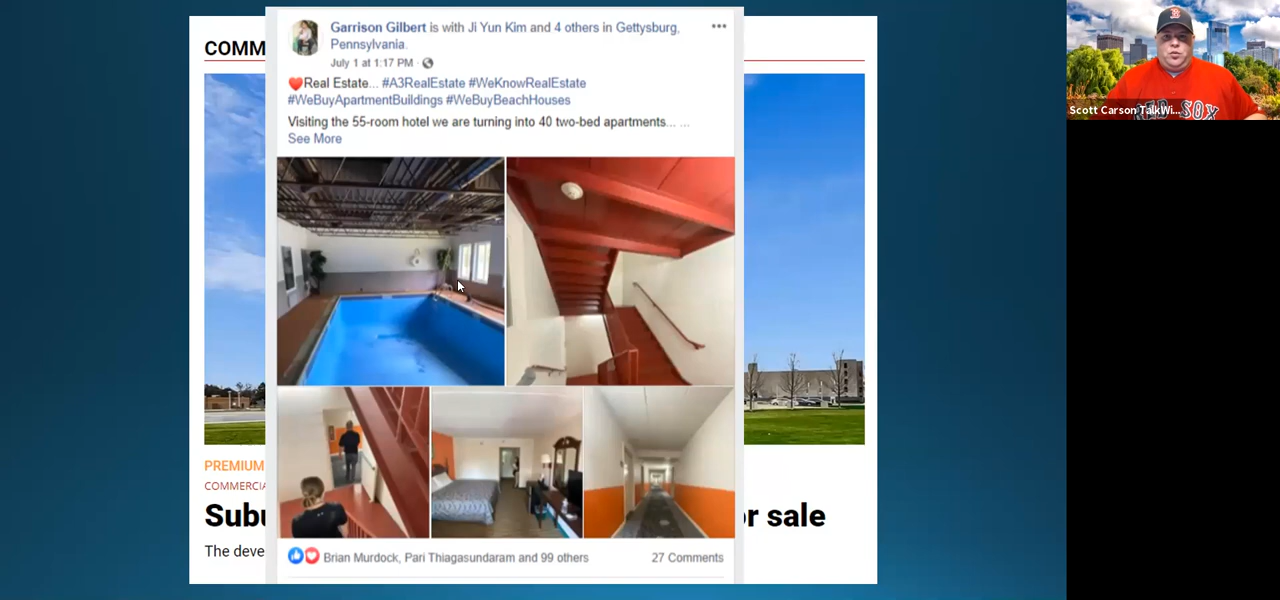 COMM
Garrison Gilbert is with Ji Yun Kim and 4 others in Gettysburg,
Pennsylvania.
July 1 at 1:17 PM
Real Estate... #A3RealEstate #WeKnowRealEstate
#WeBuyApartmentBuildings #WeBuyBeachHouses
Visiting the 55-room hotel we are turning into 40 two-bed apartments... ...
See More
PREMIUM
COMMERCIA
Subu
or sale
The deve
Brian Murdock, Pari Thiagasundaram and 99 others
27 Comments
B
RED SOX
Scott Carson TalkWi...